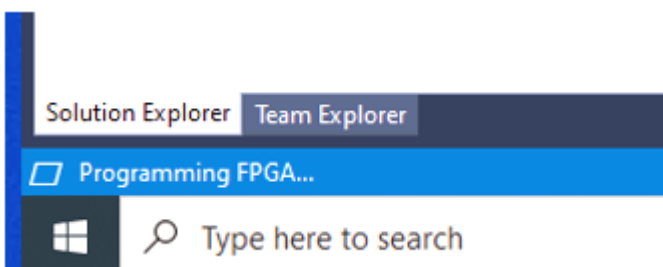 Solution Explorer Team Explorer
Programming FPGA...
Type here to search